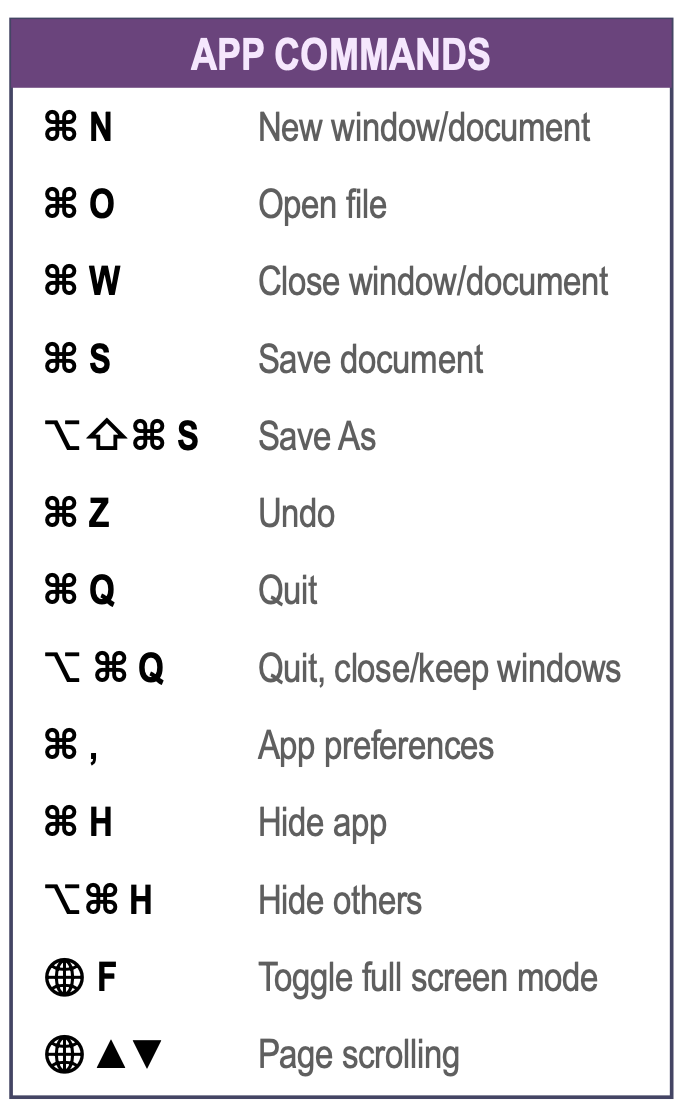 APP COMMANDS
⌘ N New window/document
⌘ O Open file
⌘ W Close window/document
⌘ S Save document
⌥⇧⌘ S Save As
⌘ Z Undo
⌘ Q Quit
⌥ ⌘ Q Quit, close/keep windows
⌘ , App preferences
⌘ H Hide app
⌥⌘ H Hide others
🌐 F Toggle full screen mode
🌐 ▲▼ Page scrolling